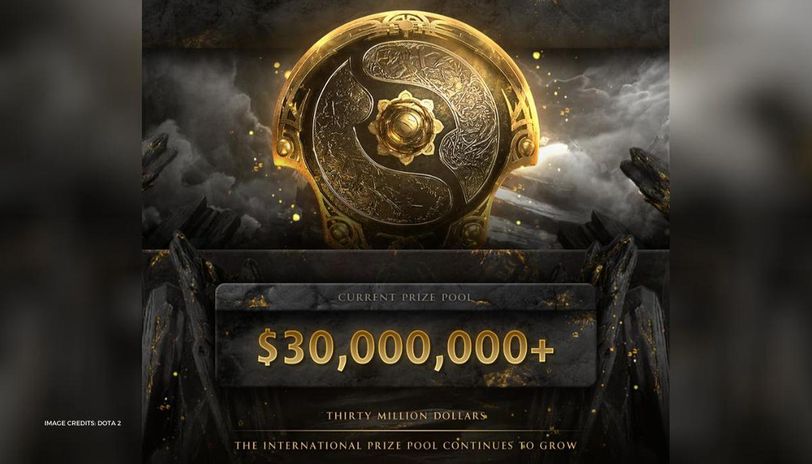 CURRENT PRIZE POOL
$30,000,000+
THIRTY MILLION DOLLARS
THE INTERNATIONAL PRIZE POOL CONTINUES TO GROW
IMAGE CREDITS: DOTA 2